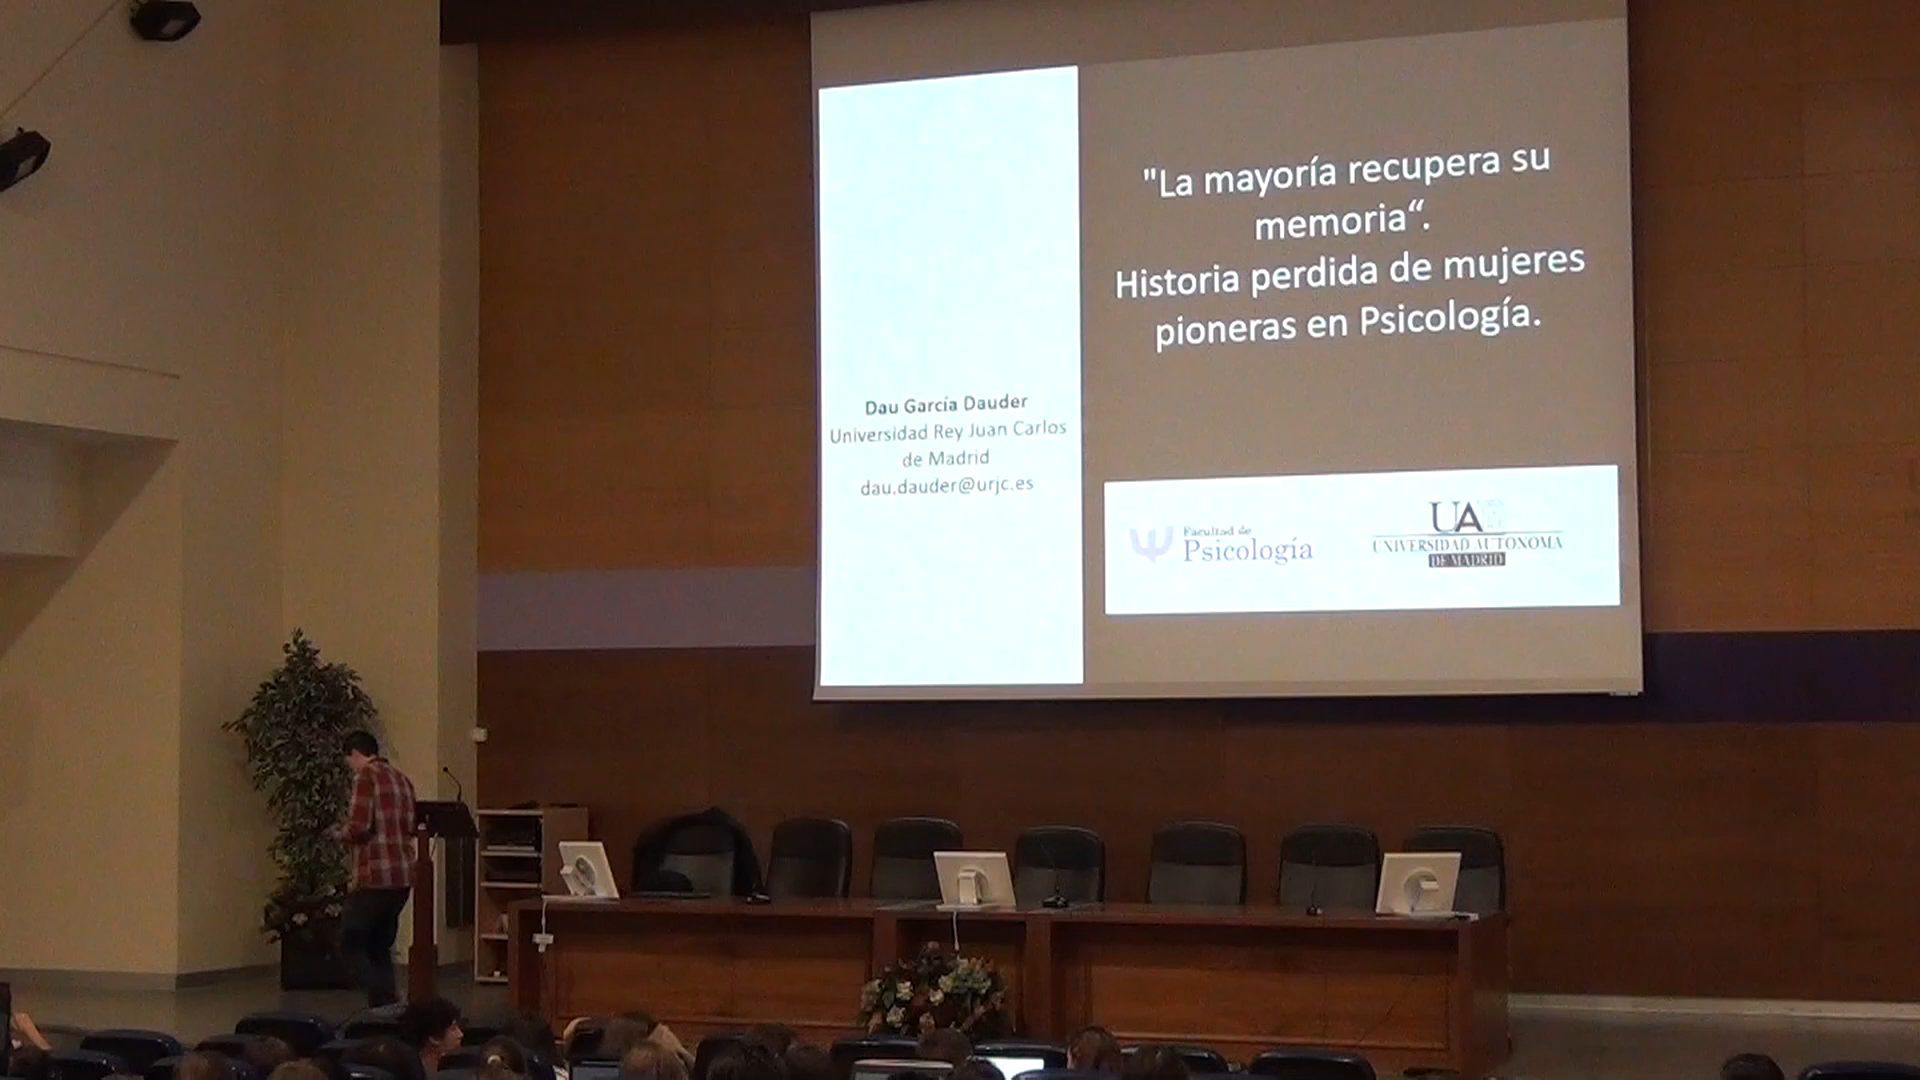 "La mayoría recupera su
memoria“.
Historia perdida de mujeres
pioneras en Psicología.
Dau García Dauder
Universidad Rey Juan Carlos
de Madrid
dau.dauder@urjc.es
Facultad de
Psicología
UA
UNIVERSIDAD AUTONOMA
DE MADRID